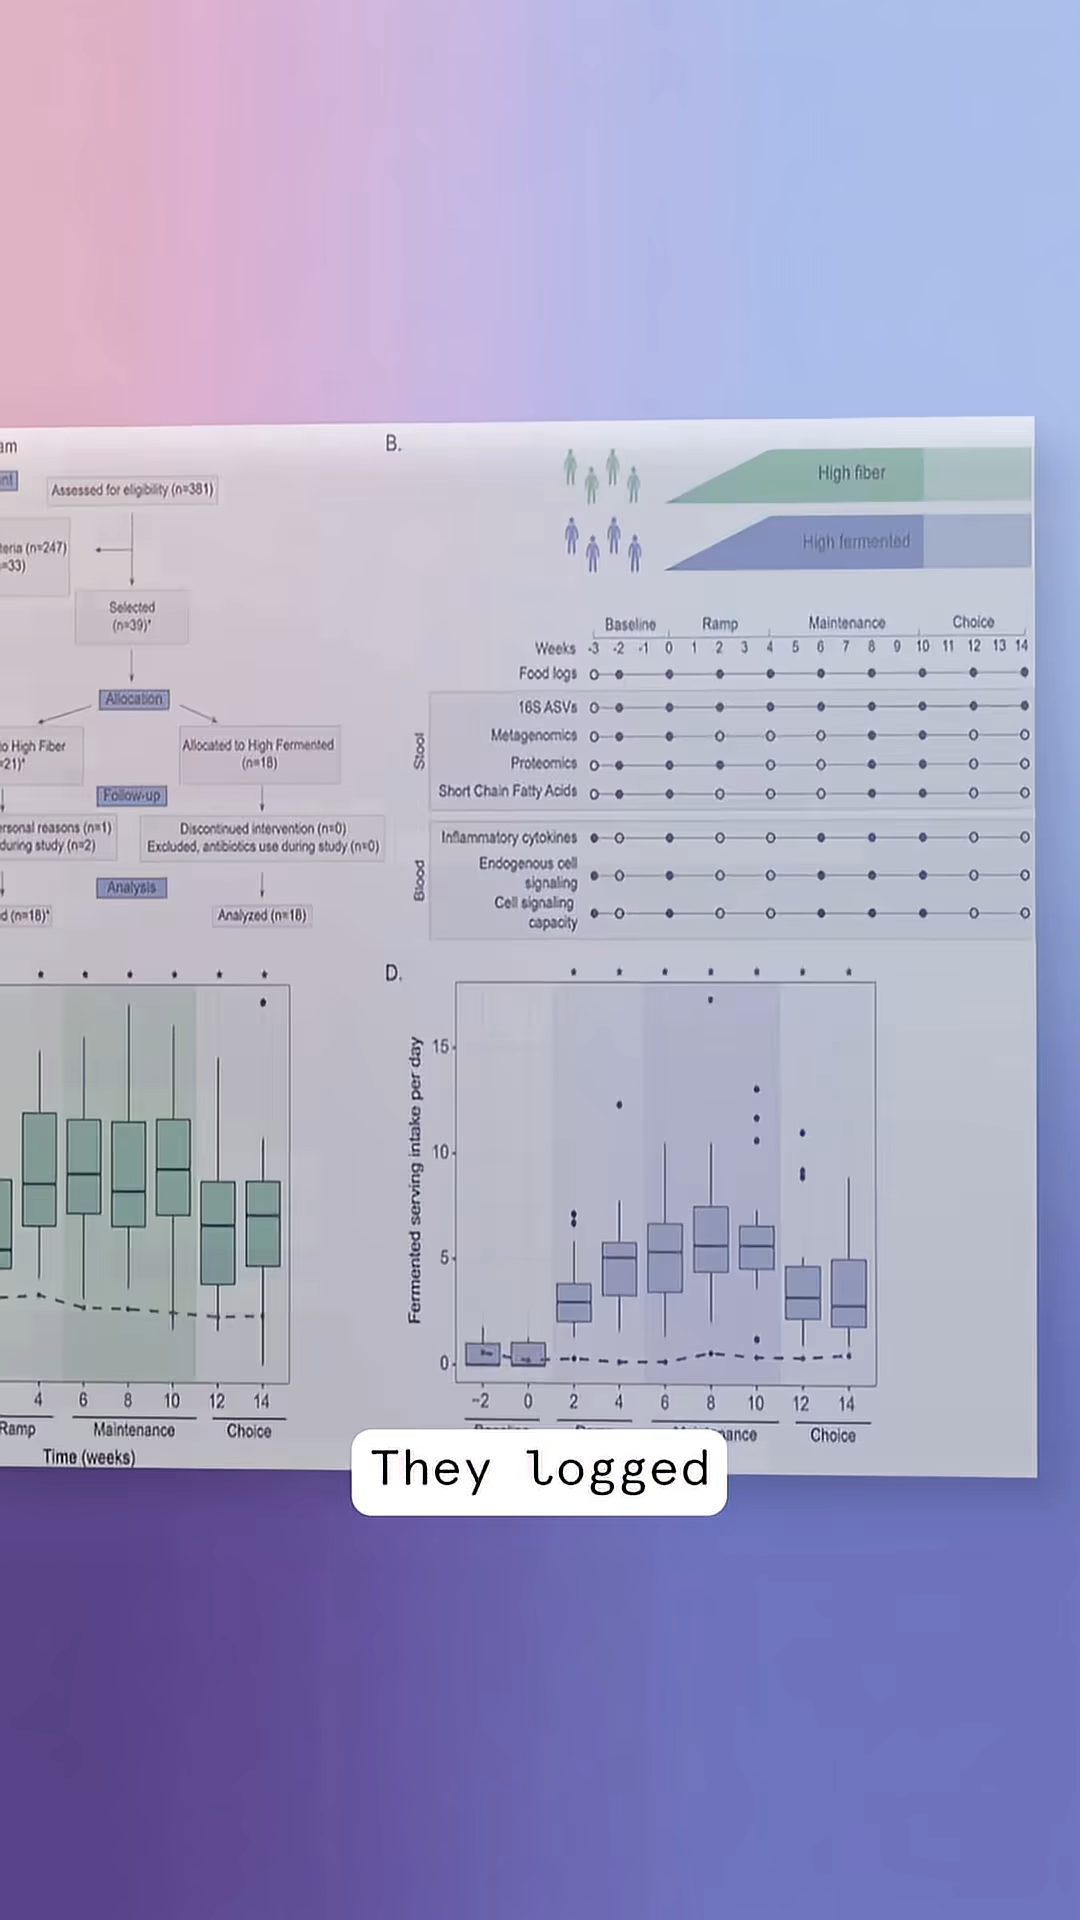 am
B.
Assessed for eligibility (n=381)
High fiber
(n=247)
=33)
High fermented
Selected
(n=39)*
Baseline Ramp Maintenance Choice
Weeks -3 -2 -1 0 1 2 3 4 5 6 7 8 9 10 11 12 13 14
Food logs
Allocation
Stool
16S ASVs
Metagenomics
Proteomics
Short Chain Fatty Acids
o High Fiber
=21)*
Allocated to High Fermented
(n=18)
Follow-up
rsonal reasons (n=1)
during study (n=2)
Discontinued intervention (n=0)
Excluded, antibiotics use during study (n=0)
Blood
Inflammatory cytokines
Endogenous cell
signaling
Cell signaling
capacity
Analysis
d (n=18)*
Analyzed (n=18)
* * * * * *
D.
* * * * * * *
Fermented serving intake per day
15
10
5
0
4 6 8 10 12 14
Ramp Maintenance Choice
Time (weeks)
-2 0 2 4 6 8 10 12 14
nance Choice
They logged